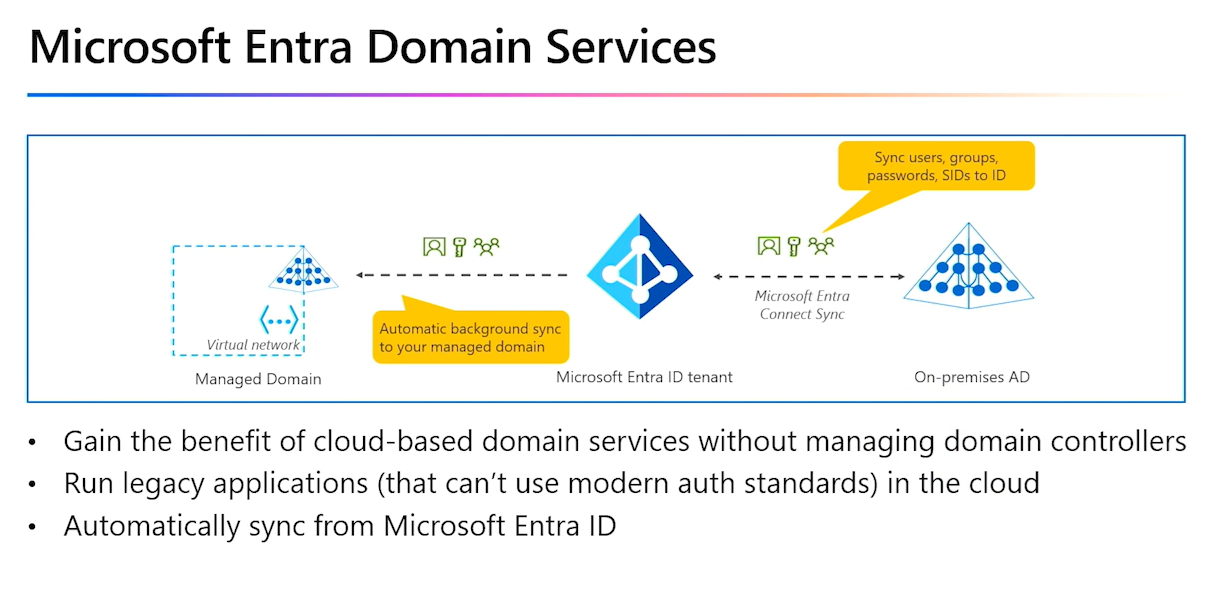 Microsoft Entra Domain Services
Sync users, groups,
passwords, SIDs to ID
Microsoft Entra
Connect Sync
Automatic background sync
to your managed domain
Virtual network
Managed Domain
Microsoft Entra ID tenant
On-premises AD
• Gain the benefit of cloud-based domain services without managing domain controllers
• Run legacy applications (that can’t use modern auth standards) in the cloud
• Automatically sync from Microsoft Entra ID